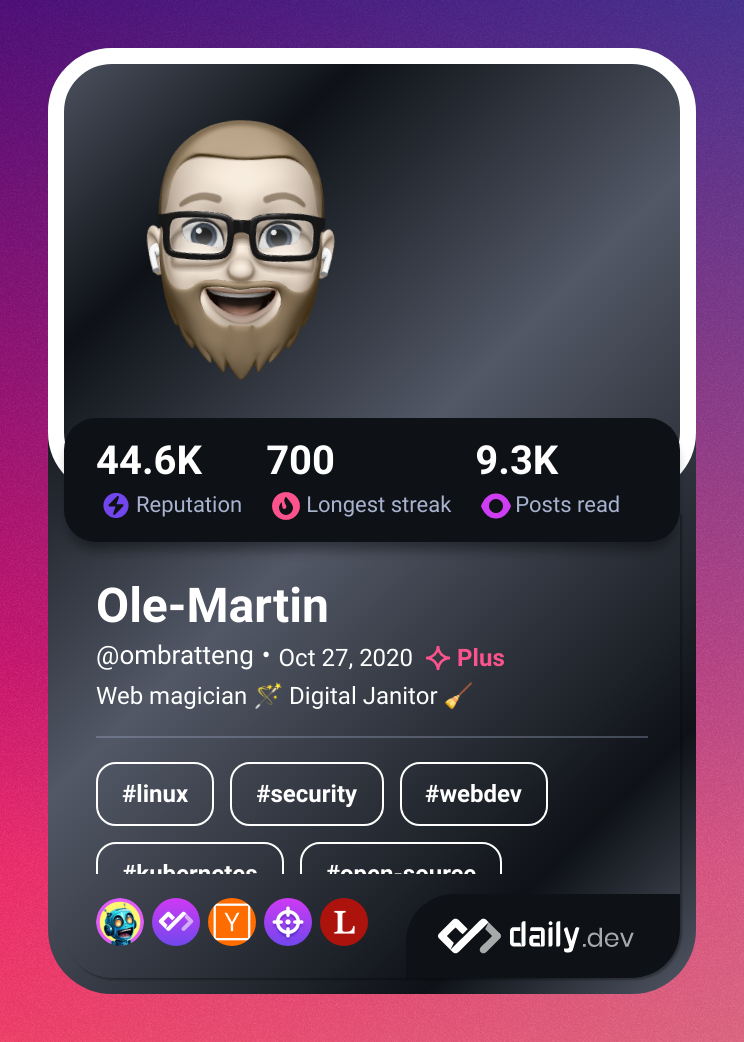 44.6K 700 9.3K
Reputation Longest streak Posts read
Ole-Martin
@ombratteng • Oct 27, 2020 Plus
Web magician 🪄 Digital Janitor 🧹
#linux #security #webdev
#kubernetes #open-source
Y L daily.dev